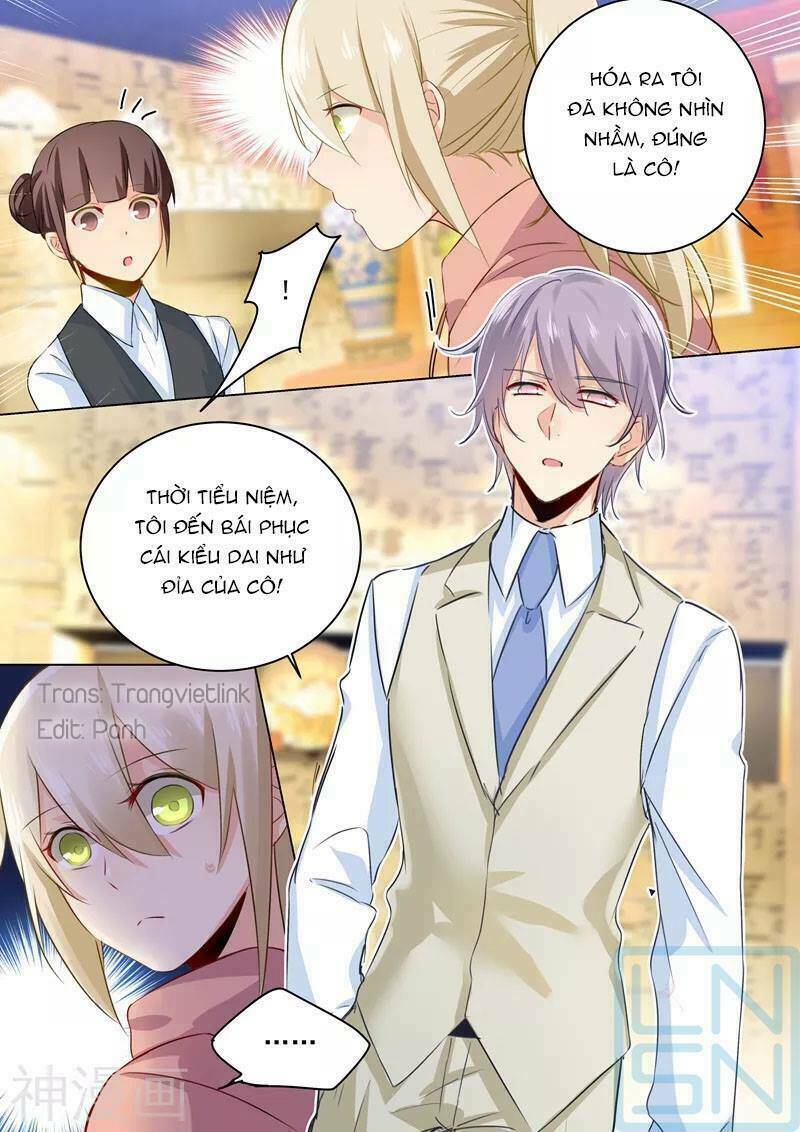 HÓA RA TÔI
ĐÃ KHÔNG NHÌN
NHẦM, ĐÚNG
LÀ CÔ!
!
THỜI TIỂU NIỆM,
TÔI ĐẾN BÁI PHỤC
CÁI KIỂU DAI NHƯ
ĐỈA CỦA CÔ!
Trans: Trangvietlink
Edit: Panh
......
LN
SN
神漫画